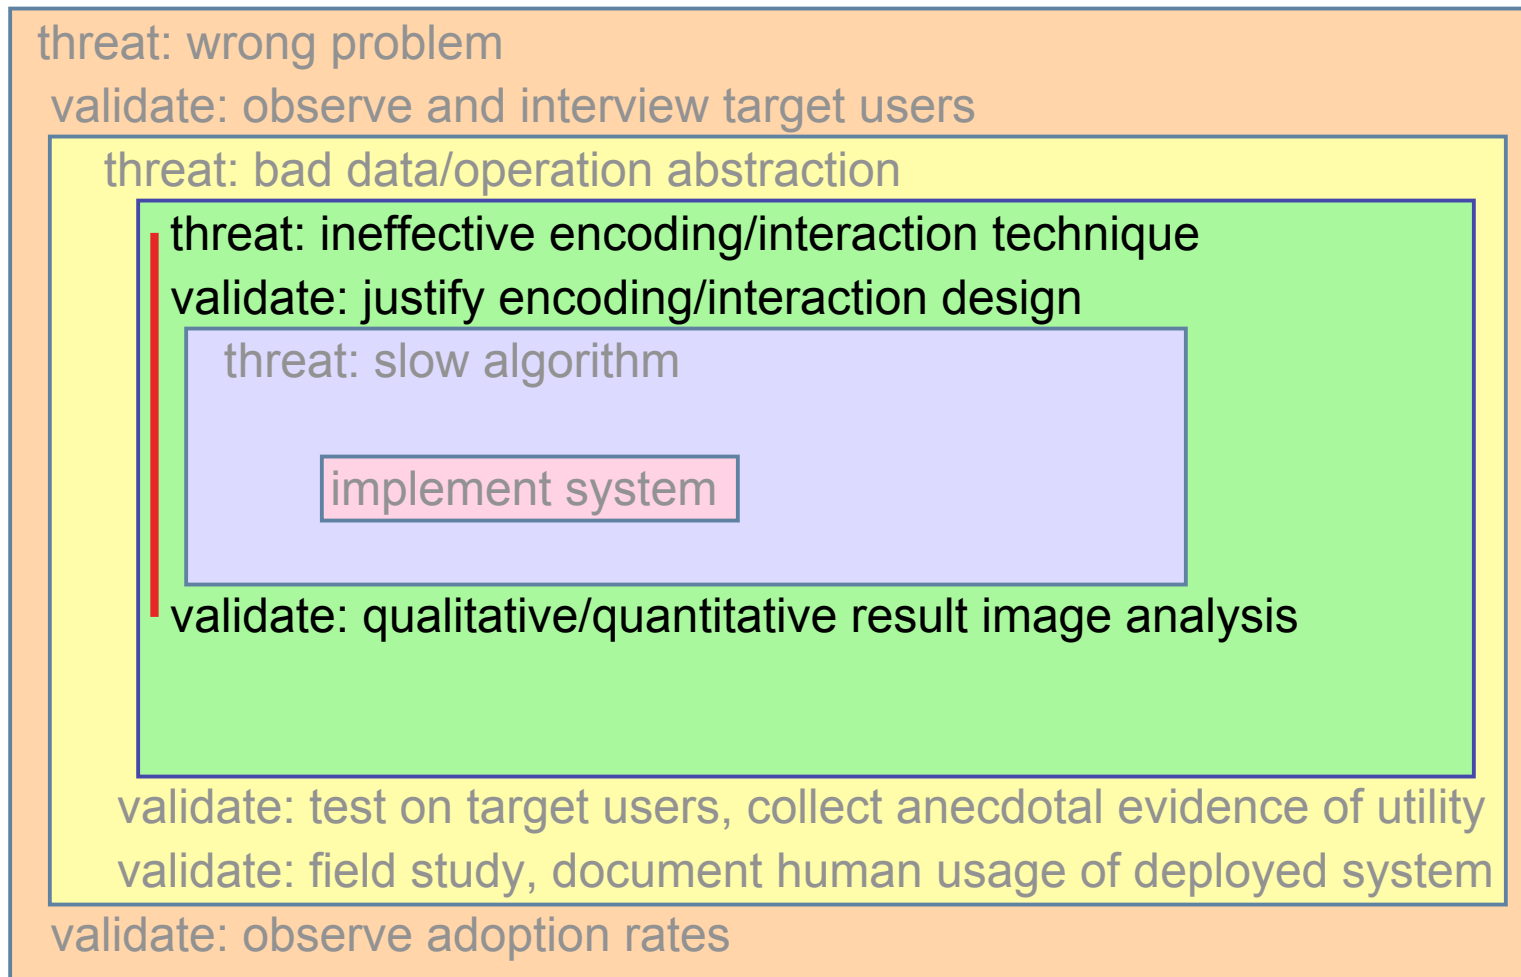 threat: wrong problem
validate: observe and interview target users
threat: bad data/operation abstraction
threat: ineffective encoding/interaction technique
validate: justify encoding/interaction design
threat: slow algorithm
implement system
validate: qualitative/quantitative result image analysis
validate: test on target users, collect anecdotal evidence of utility
validate: field study, document human usage of deployed system
validate: observe adoption rates